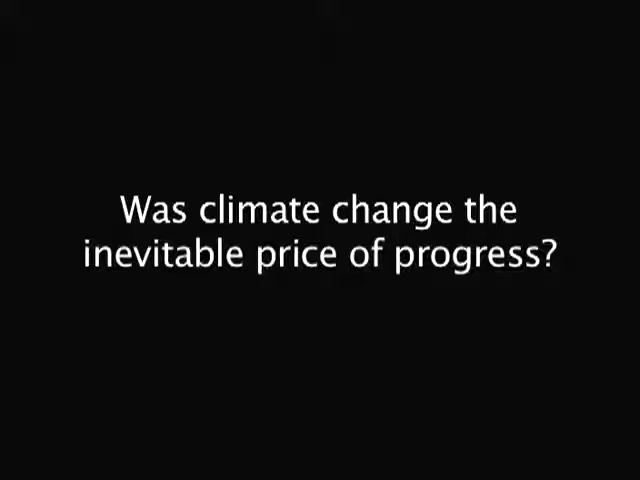 Was climate change the
inevitable price of progress?